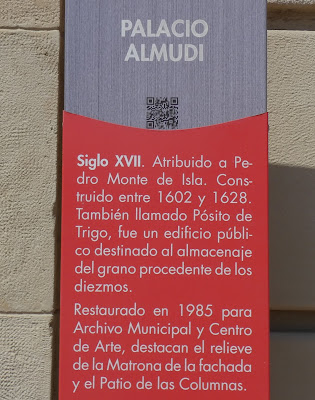 PALACIO
ALMUDI
Siglo XVII. Atribuido a Pe-
dro Monte de Isla. Cons-
truido entre 1602 y 1628.
También llamado Pósito de
Trigo, fue un edificio públi-
co destinado al almacenaje
del grano procedente de los
diezmos.
Restaurado en 1985 para
Archivo Municipal y Centro
de Arte, destacan el relieve
de la Matrona de la fachada
y el Patio de las Columnas.